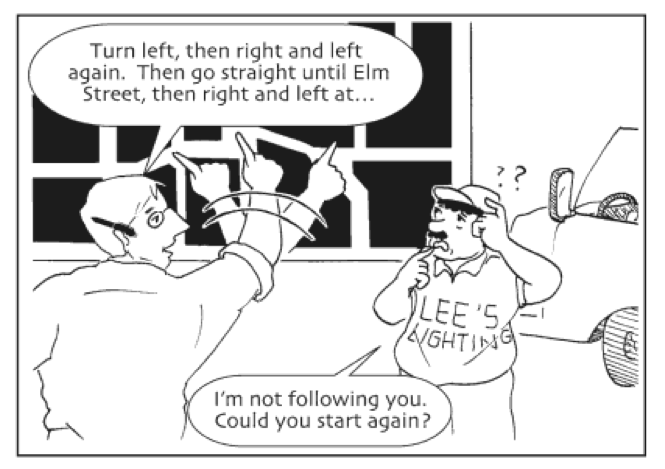 Turn left, then right and left
again. Then go straight until Elm
Street, then right and left at...
? ?
LEE'S
LIGHTING
I'm not following you.
Could you start again?